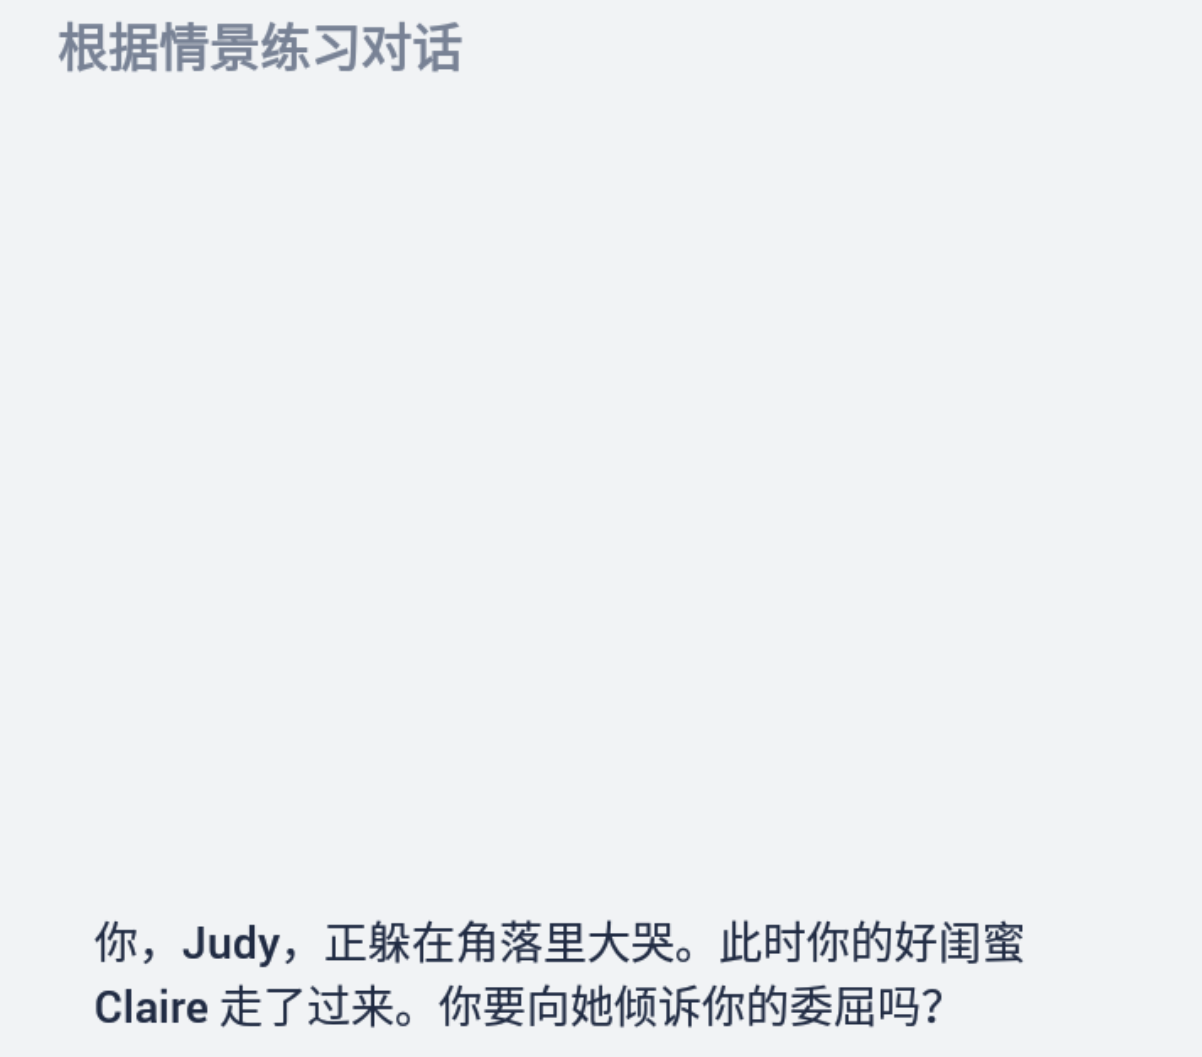 根据情景练习对话
你，Judy，正躲在角落里大哭。此时你的好闺蜜
Claire 走了过来。你要向她倾诉你的委屈吗？